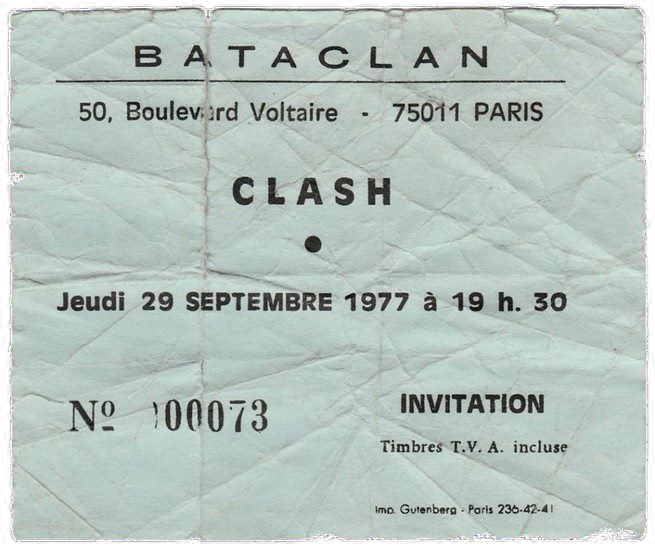 BATACLAN
50, Boulevard Voltaire - 75011 PARIS
CLASH
Jeudi 29 SEPTEMBRE 1977 à 19 h. 30
Nº 00073
INVITATION
Timbres T.V.A. incluse
Imp. Gutenberg - Paris 236-42-41